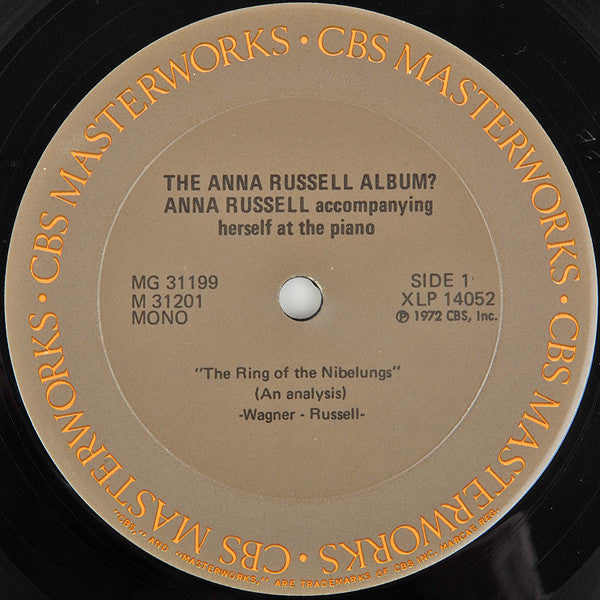 CBS MASTERWORKS • CBS MASTERWORKS • CBS MASTERWORKS • CBS MASTERWORKS • CBS MASTERWORKS •
THE ANNA RUSSELL ALBUM?
ANNA RUSSELL accompanying
herself at the piano
MG 31199
M 31201
MONO
SIDE 1
XLP 14052
℗ 1972 CBS, Inc.
"The Ring of the Nibelungs"
(An analysis)
-Wagner - Russell-
"CBS," AND "MASTERWORKS," ARE TRADEMARKS OF CBS INC. MARCAS REG.